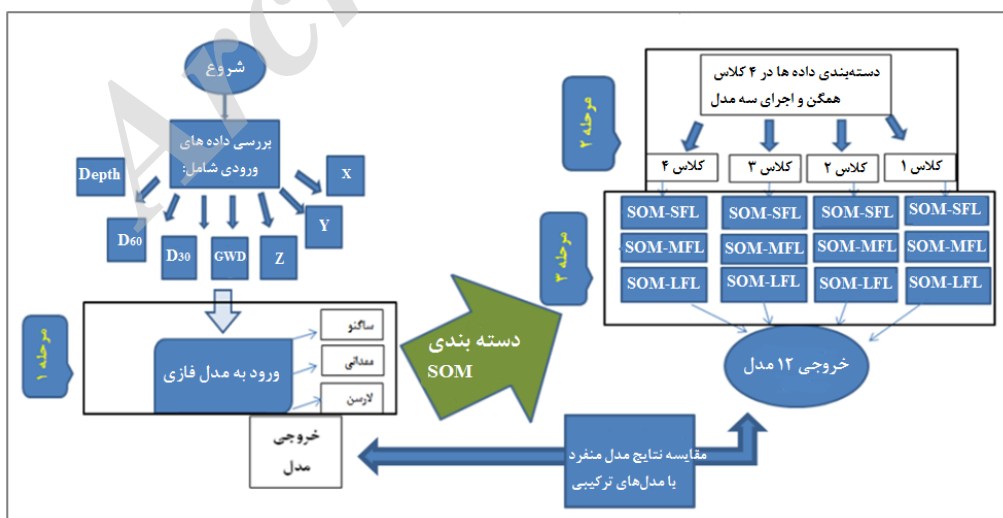 شروع
بررسی داده های
ورودی شامل:
Depth
D60
D30
GWD
Z
Y
X
مرحله ۱
ورود به مدل فازی
ساگنو
ممدانی
لارسن
خروجی
مدل
دسته بندی
SOM
مرحله ۲
دسته‌بندی داده ها در ۴ کلاس
همگن و اجرای سه مدل
کلاس ۱
کلاس ۲
کلاس ۳
کلاس ۴
مرحله ۳
SOM-SFL SOM-SFL SOM-SFL SOM-SFL
SOM-MFL SOM-MFL SOM-MFL SOM-MFL
SOM-LFL SOM-LFL SOM-LFL SOM-LFL
خروجی ۱۲ مدل
مقایسه نتایج مدل منفرد
با مدل‌های ترکیبی